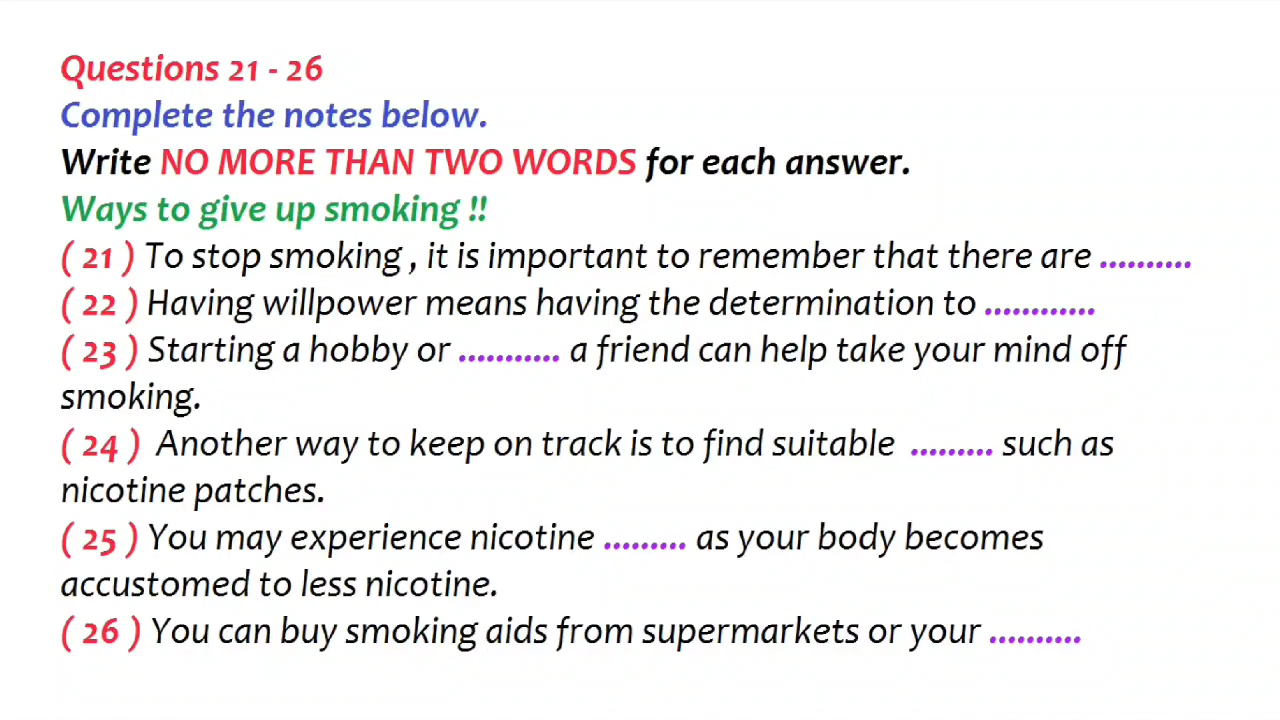 Questions 21 - 26
Complete the notes below.
Write NO MORE THAN TWO WORDS for each answer.
Ways to give up smoking !!
( 21 ) To stop smoking , it is important to remember that there are ..........
( 22 ) Having willpower means having the determination to ............
( 23 ) Starting a hobby or ........... a friend can help take your mind off
smoking.
( 24 ) Another way to keep on track is to find suitable ......... such as
nicotine patches.
( 25 ) You may experience nicotine ......... as your body becomes
accustomed to less nicotine.
( 26 ) You can buy smoking aids from supermarkets or your ..........